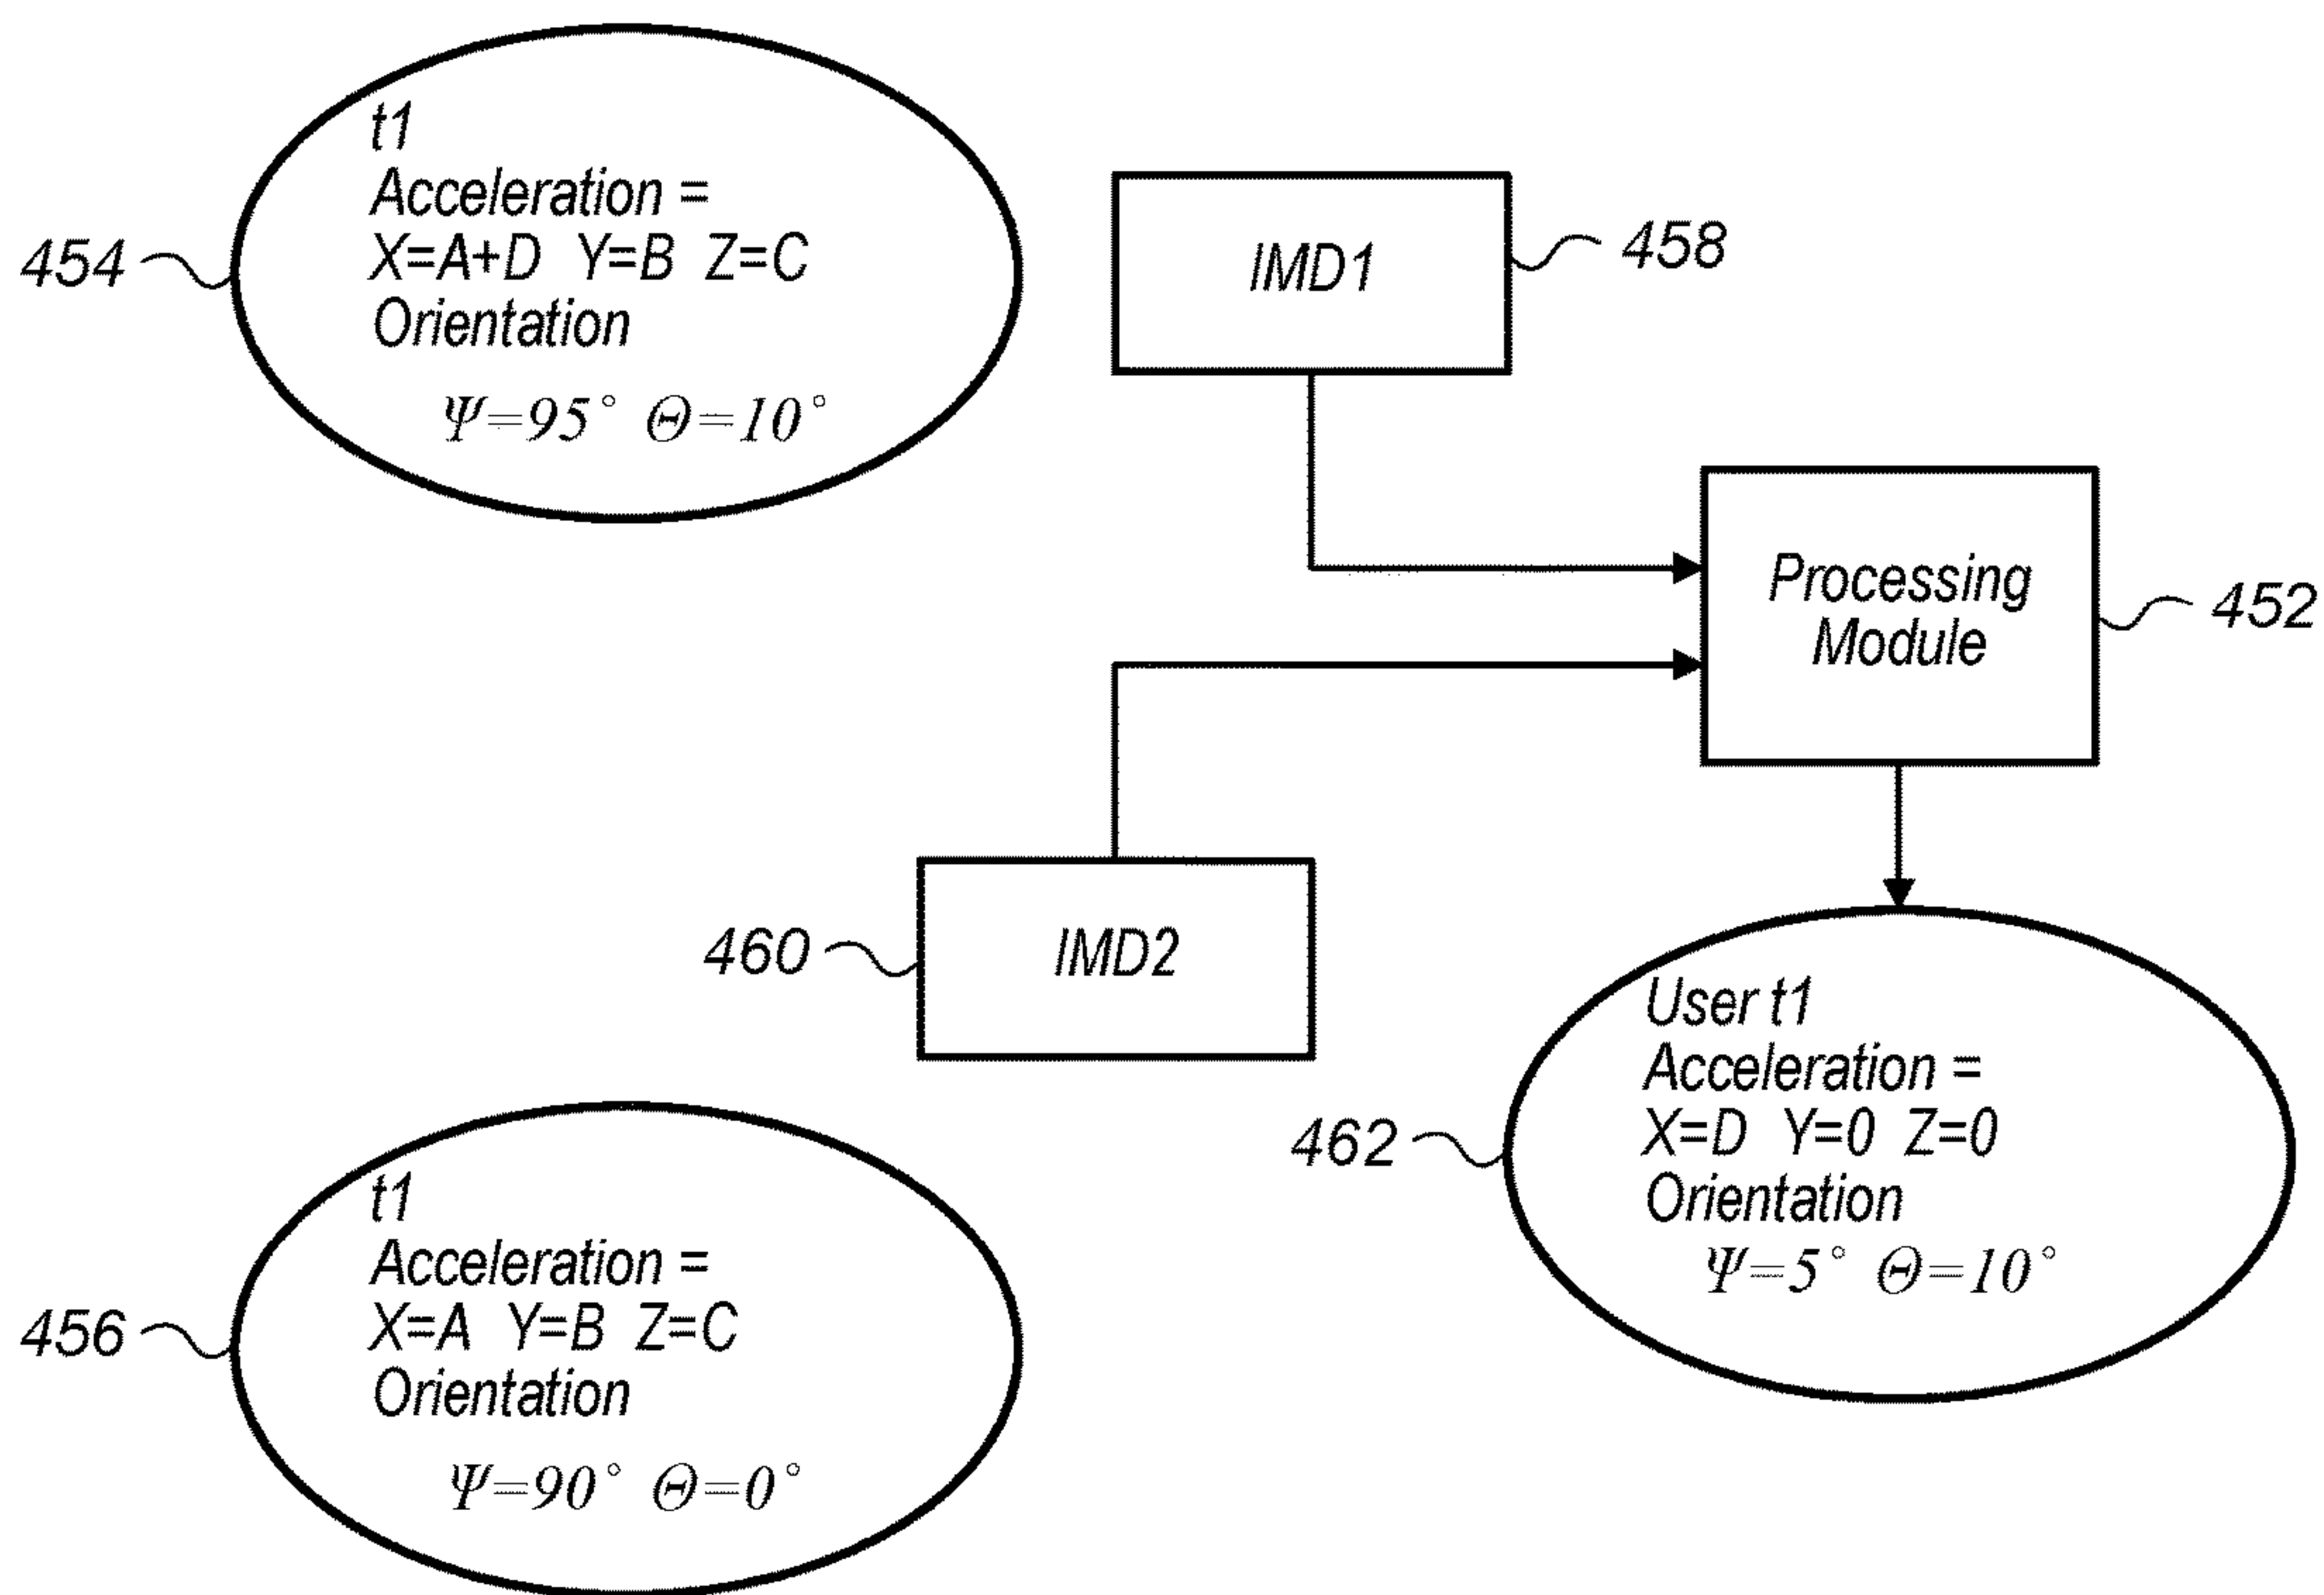 t1
Acceleration =
X=A+D Y=B Z=C
Orientation
Ψ=95° Θ=10°
454
IMD1
458
Processing
Module
452
IMD2
460
User t1
Acceleration =
X=D Y=0 Z=0
Orientation
Ψ=5° Θ=10°
462
t1
Acceleration =
X=A Y=B Z=C
Orientation
Ψ=90° Θ=0°
456